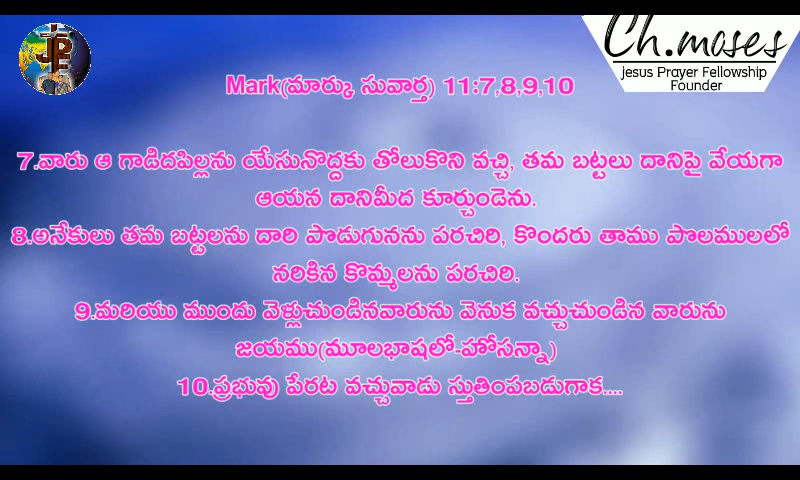 JPF
Ch.moses
Jesus Prayer Fellowship
Founder
Mark(మార్కు సువార్త) 11:7,8,9,10
7.వారు ఆ గాడిదపిల్లను యేసునొద్దకు తోలుకొని వచ్చి, తమ బట్టలు దానిపై వేయగా
ఆయన దానిమీద కూర్చుండెను.
8.అనేకులు తమ బట్టలను దారి పొడుగునను పరచిరి, కొందరు తాము పొలములలో
నరికిన కొమ్మలను పరచిరి.
9.మరియు ముందు వెళ్లుచుండినవారును వెనుక వచ్చుచుండిన వారును
జయము(మూలభాషలో-హోసన్నా)
10.ప్రభువు పేరట వచ్చువాడు స్తుతింపబడుగాక....